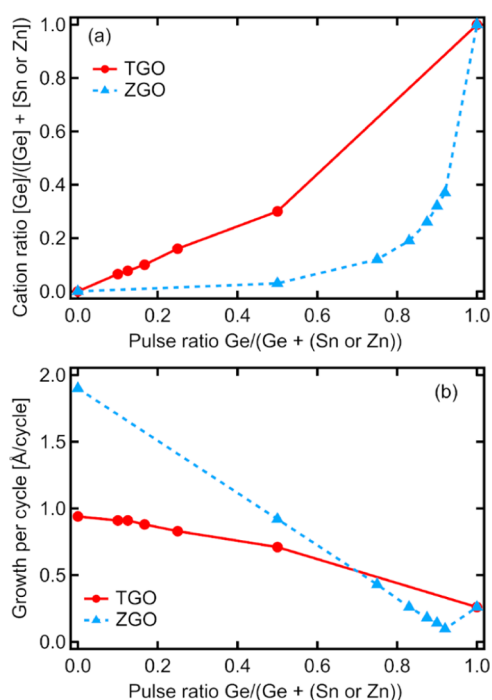 (a)
TGO
ZGO
1.0
0.8
0.6
0.4
0.2
0.0
Cation ratio [Ge]/([Ge] + [Sn or Zn])
0.0 0.2 0.4 0.6 0.8 1.0
Pulse ratio Ge/(Ge + (Sn or Zn))
(b)
2.0
1.5
1.0
0.5
0.0
Growth per cycle [Å/cycle]
TGO
ZGO
0.0 0.2 0.4 0.6 0.8 1.0
Pulse ratio Ge/(Ge + (Sn or Zn))